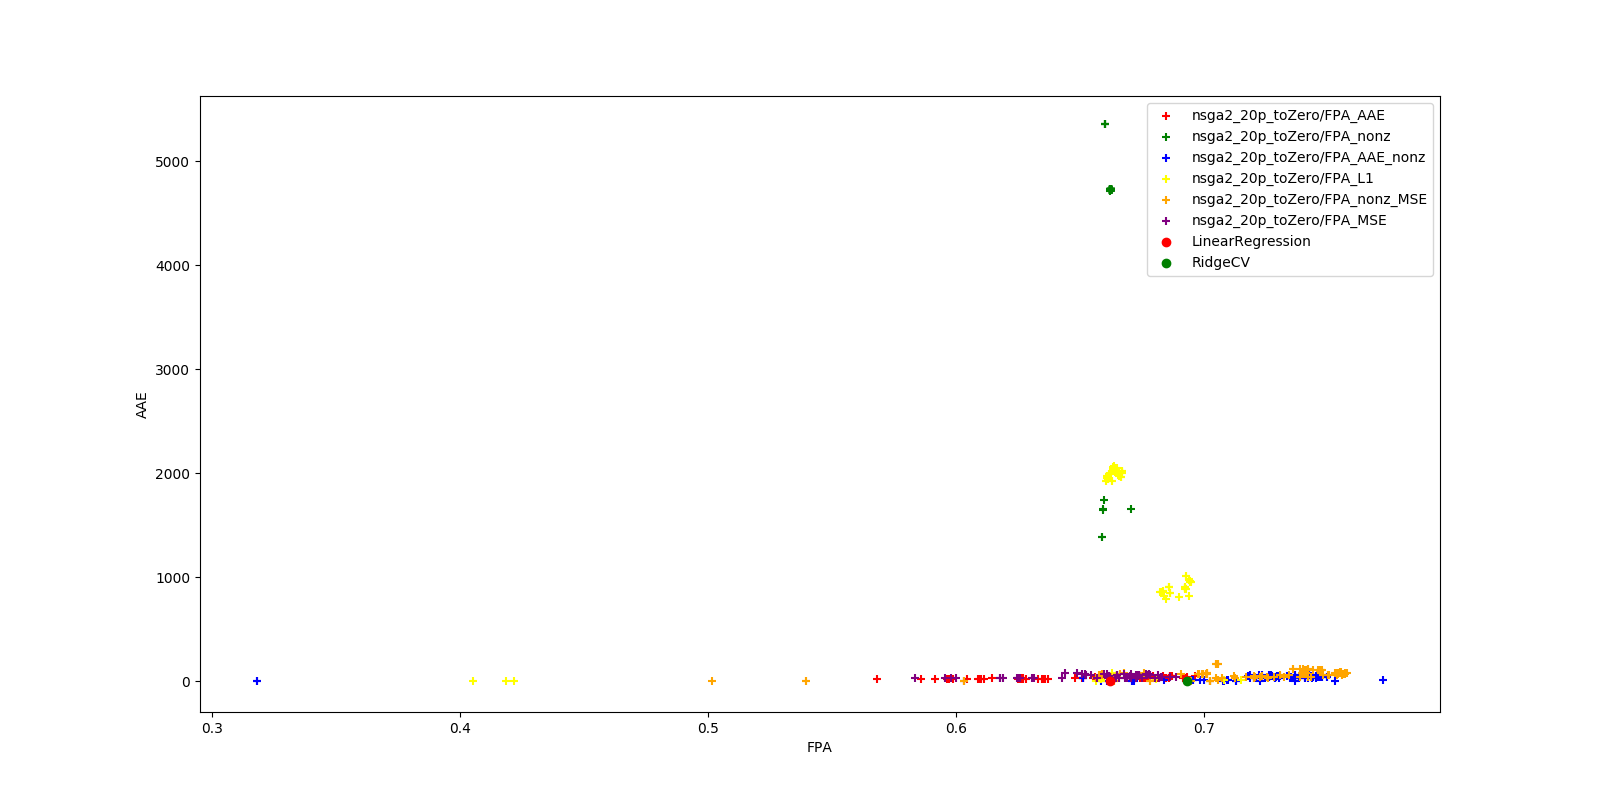 nsga2_20p_toZero/FPA_AAE
nsga2_20p_toZero/FPA_nonz
nsga2_20p_toZero/FPA_AAE_nonz
nsga2_20p_toZero/FPA_L1
nsga2_20p_toZero/FPA_nonz_MSE
nsga2_20p_toZero/FPA_MSE
LinearRegression
RidgeCV
5000
4000
3000
2000
1000
0
AAE
0.3 0.4 0.5 0.6 0.7
FPA